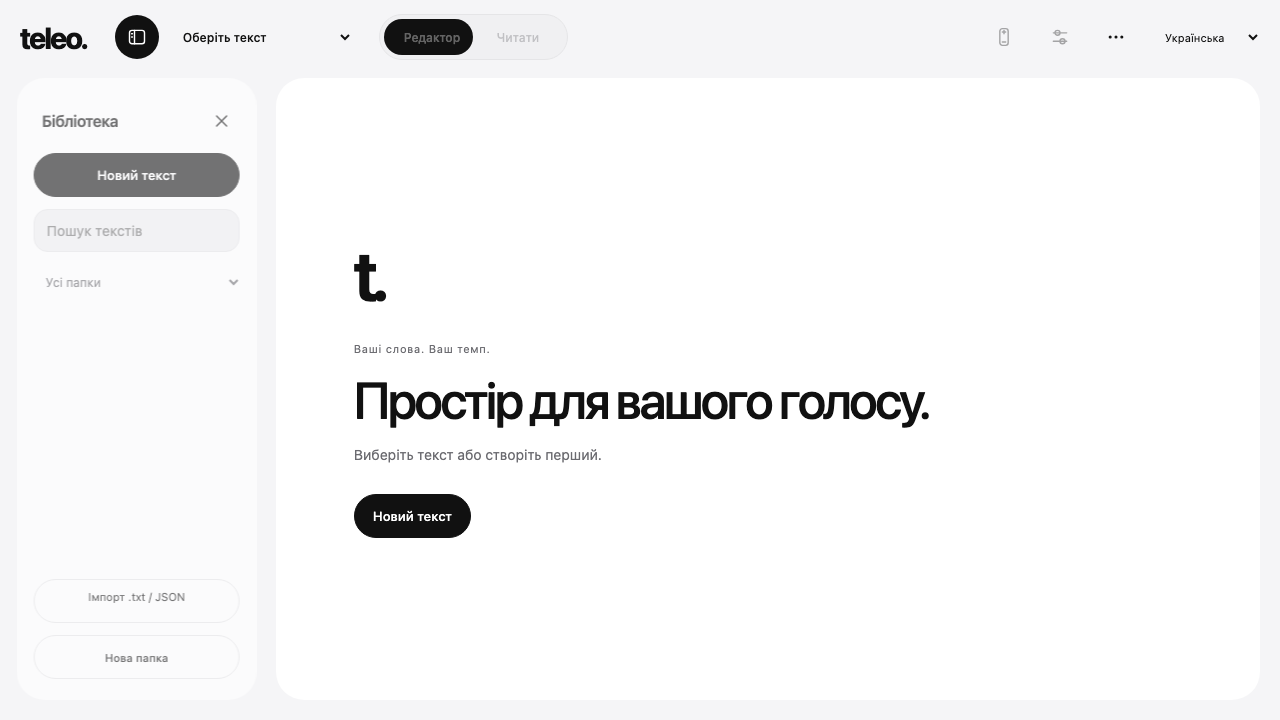 teleo.
Оберіть текст
Редактор
Читати
Українська
Бібліотека
Новий текст
Пошук текстів
Усі папки
Імпорт .txt / JSON
Нова папка
t.
Ваші слова. Ваш темп.
Простір для вашого голосу.
Виберіть текст або створіть перший.
Новий текст